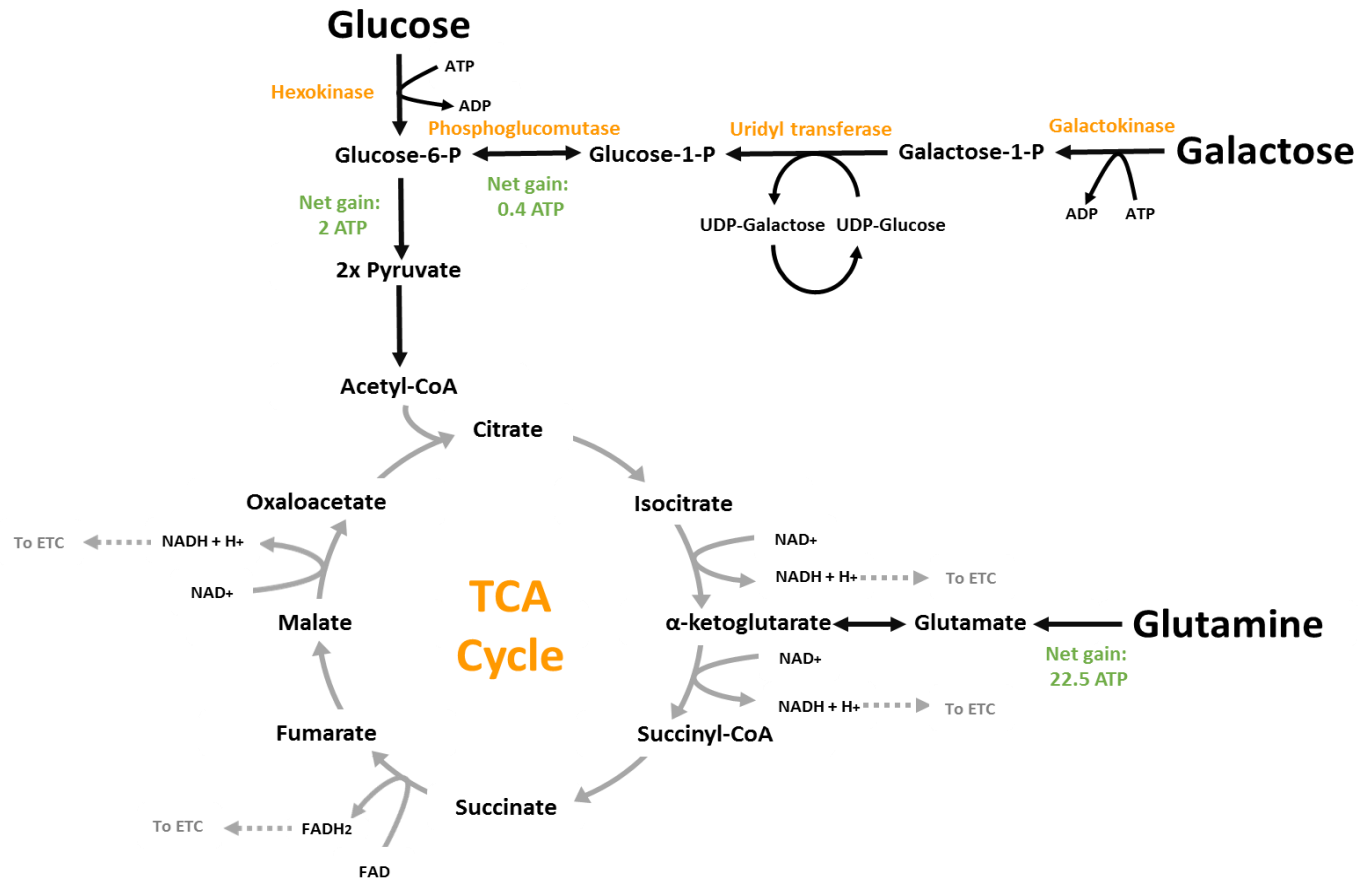 Glucose
ATP
Hexokinase
ADP
Phosphoglucomutase
Uridyl transferase
Galactokinase
Glucose-6-P
Glucose-1-P
Galactose-1-P
Galactose
Net gain:
0.4 ATP
Net gain:
2 ATP
UDP-Galactose
UDP-Glucose
ADP
ATP
2x Pyruvate
Acetyl-CoA
Citrate
Oxaloacetate
Isocitrate
To ETC
NADH + H+
NAD+
NAD+
NADH + H+
To ETC
TCA
Cycle
Malate
α-ketoglutarate
Glutamate
Glutamine
Net gain:
22.5 ATP
NAD+
NADH + H+
To ETC
Fumarate
Succinyl-CoA
Succinate
To ETC
FADH2
FAD